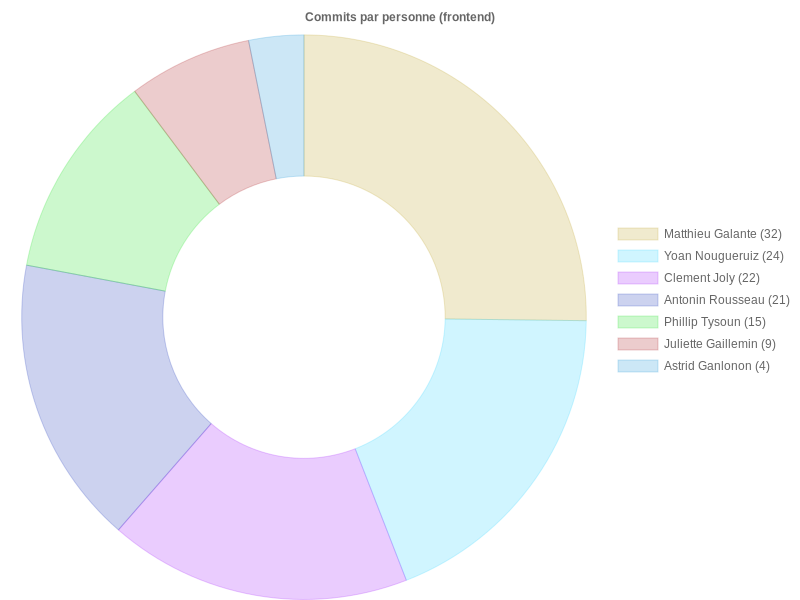 Commits par personne (frontend)
Matthieu Galante (32)
Yoan Nougueruiz (24)
Clement Joly (22)
Antonin Rousseau (21)
Phillip Tysoun (15)
Juliette Gaillemin (9)
Astrid Ganlonon (4)